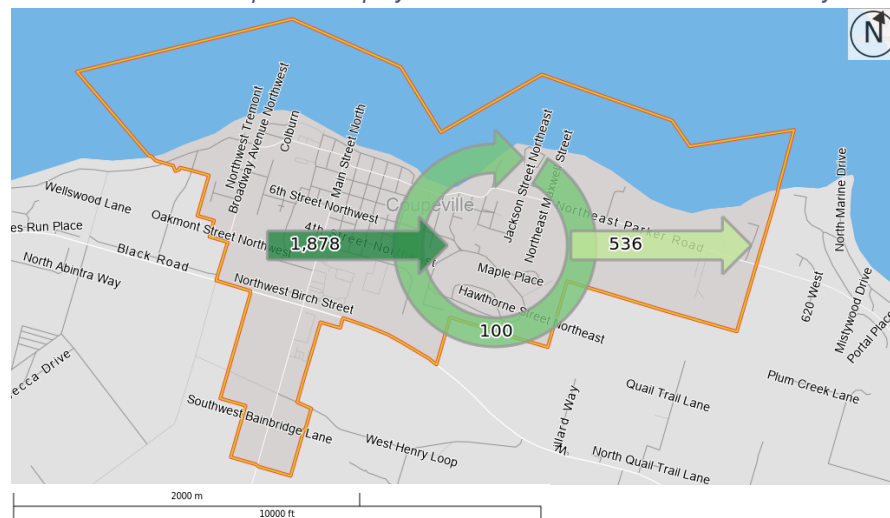 N
Northwest Tremont
Broadway Avenue Northwest
Colburn
Main Street North
6th Street Northwest
Coupeville
Jackson Street Northeast
Northeast Maxwell Street
Northeast Parker Road
North Marine Drive
Wellswood Lane
Oakmont Street Northwest
es Run Place
Black Road
4th Street Northwest
1,878
536
North Abintra Way
Northwest Birch Street
Maple Place
Hawthorne Street Northeast
100
620 West
Mistywood Drive
Portal Place
ecca Drive
Southwest Bainbridge Lane
West Henry Loop
llard Way
Quail Trail Lane
Plum Creek Lane
North Quail Trail Lane
2000 m
10000 ft